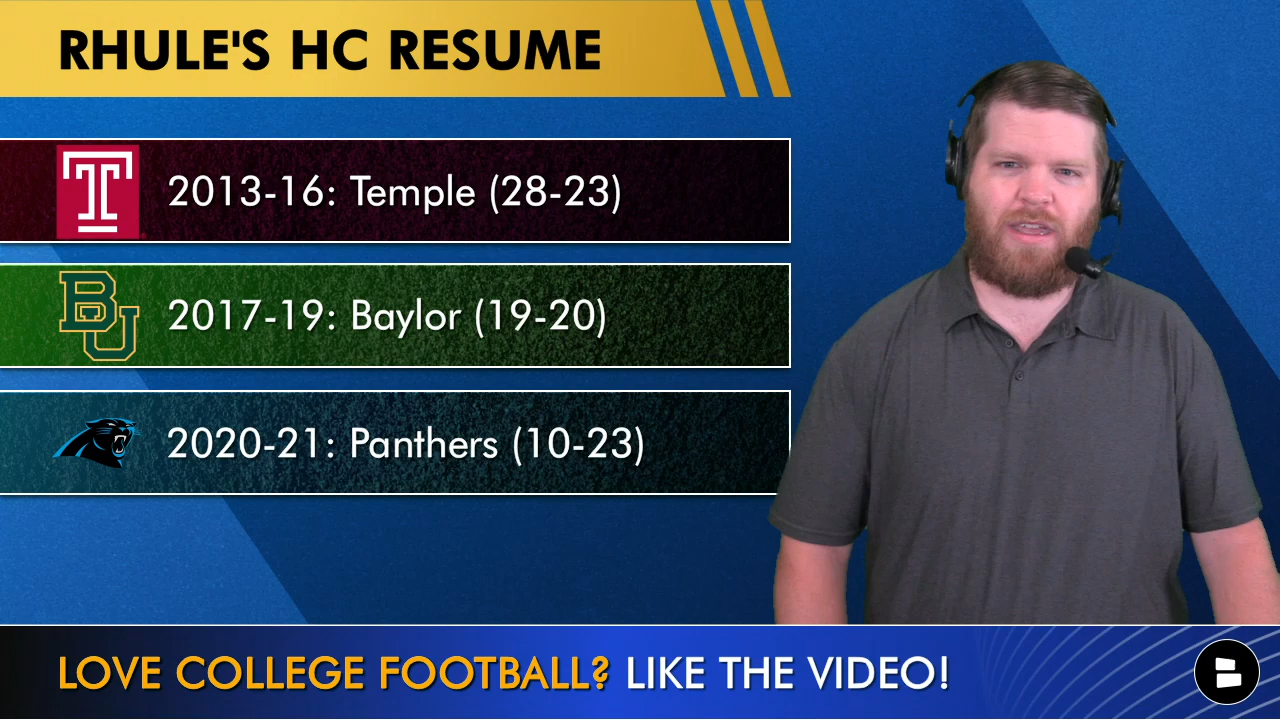 RHULE'S HC RESUME
T
2013-16: Temple (28-23)
BU
2017-19: Baylor (19-20)
2020-21: Panthers (10-23)
LOVE COLLEGE FOOTBALL? LIKE THE VIDEO!